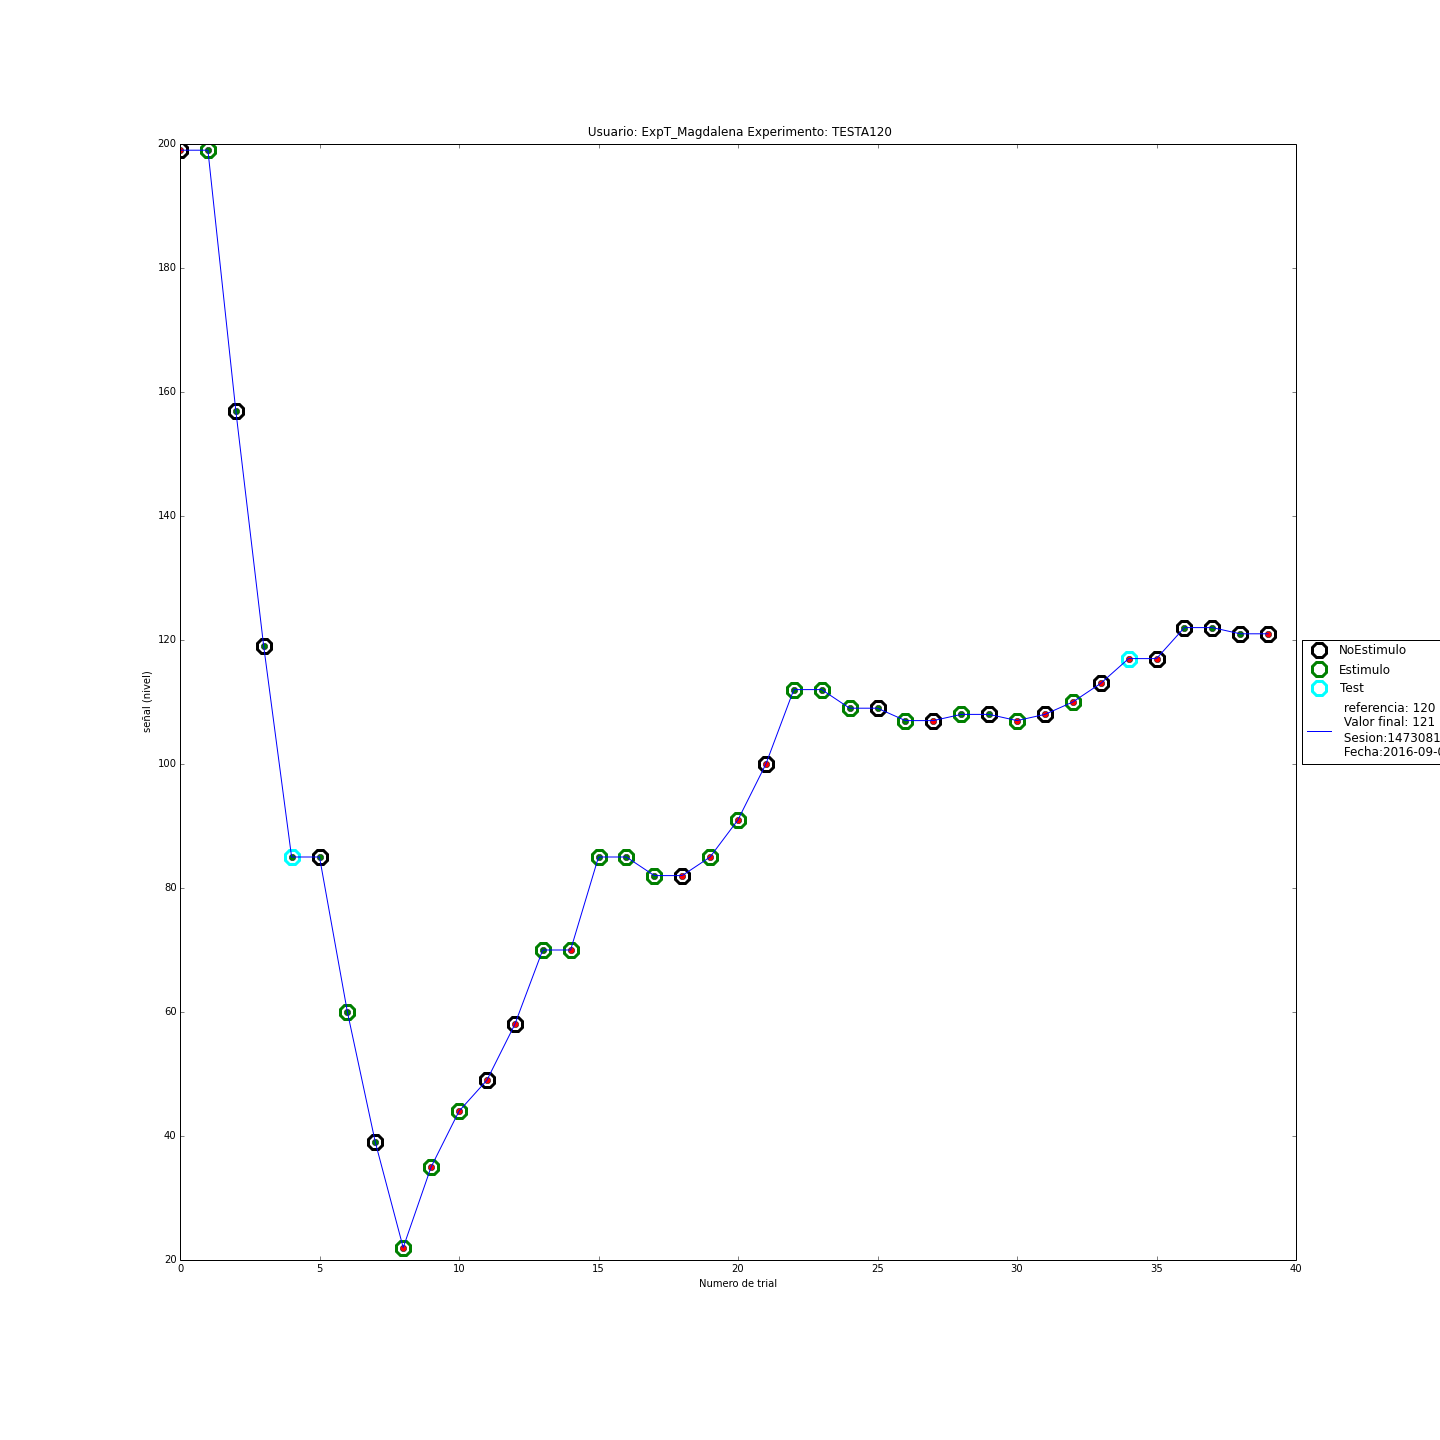 Usuario: ExpT_Magdalena Experimento: TESTA120
200
180
160
140
120
100
80
60
40
20
señal (nivel)
0 5 10 15 20 25 30 35 40
Numero de trial
NoEstimulo
Estimulo
Test
referencia: 120
Valor final: 121
Sesion:1473081
Fecha:2016-09-0